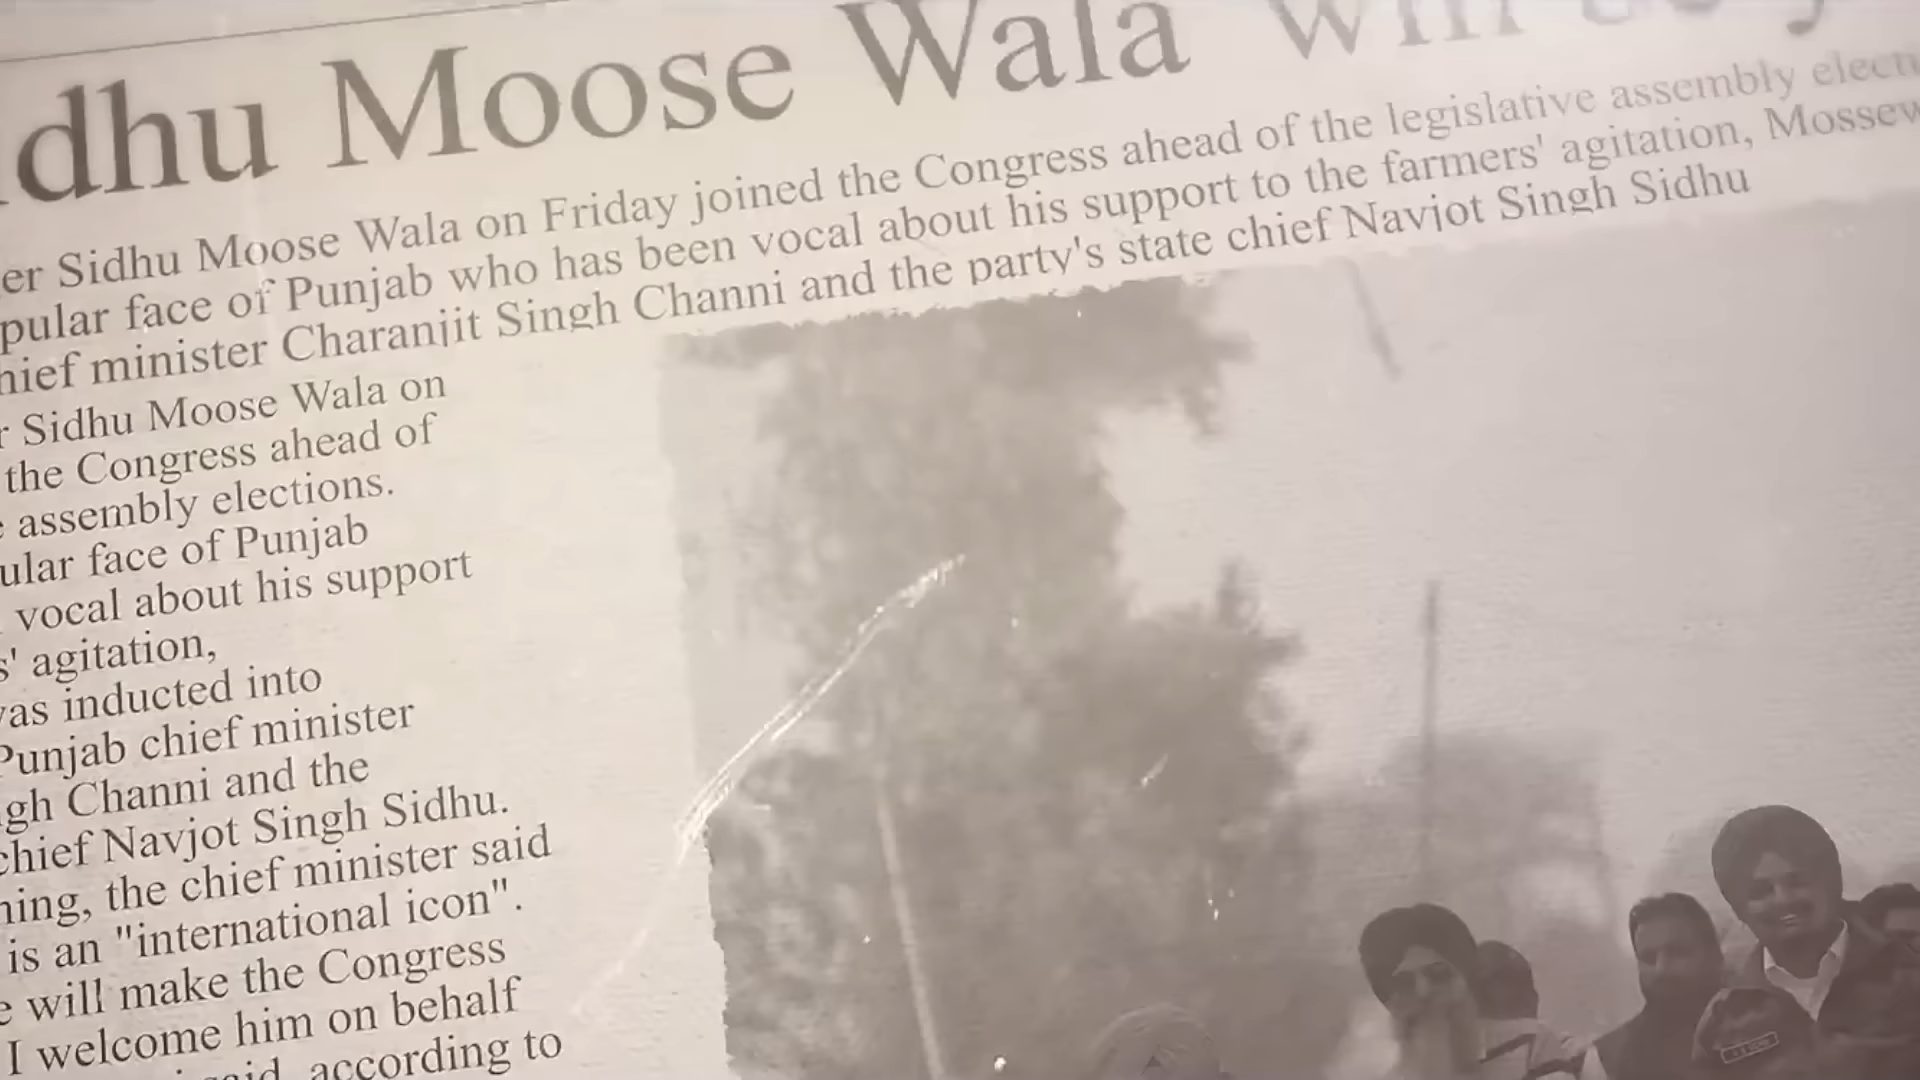 idhu Moose Wala Will
er Sidhu Moose Wala on Friday joined the Congress ahead of the legislative assembly elect
pular face of Punjab who has been vocal about his support to the farmers' agitation, Mossew
hief minister Charanjit Singh Channi and the party's state chief Navjot Singh Sidhu
r Sidhu Moose Wala on
the Congress ahead of
e assembly elections.
ular face of Punjab
vocal about his support
s' agitation,
was inducted into
Punjab chief minister
gh Channi and the
chief Navjot Singh Sidhu.
ning, the chief minister said
is an "international icon".
e will make the Congress
I welcome him on behalf
said, according to